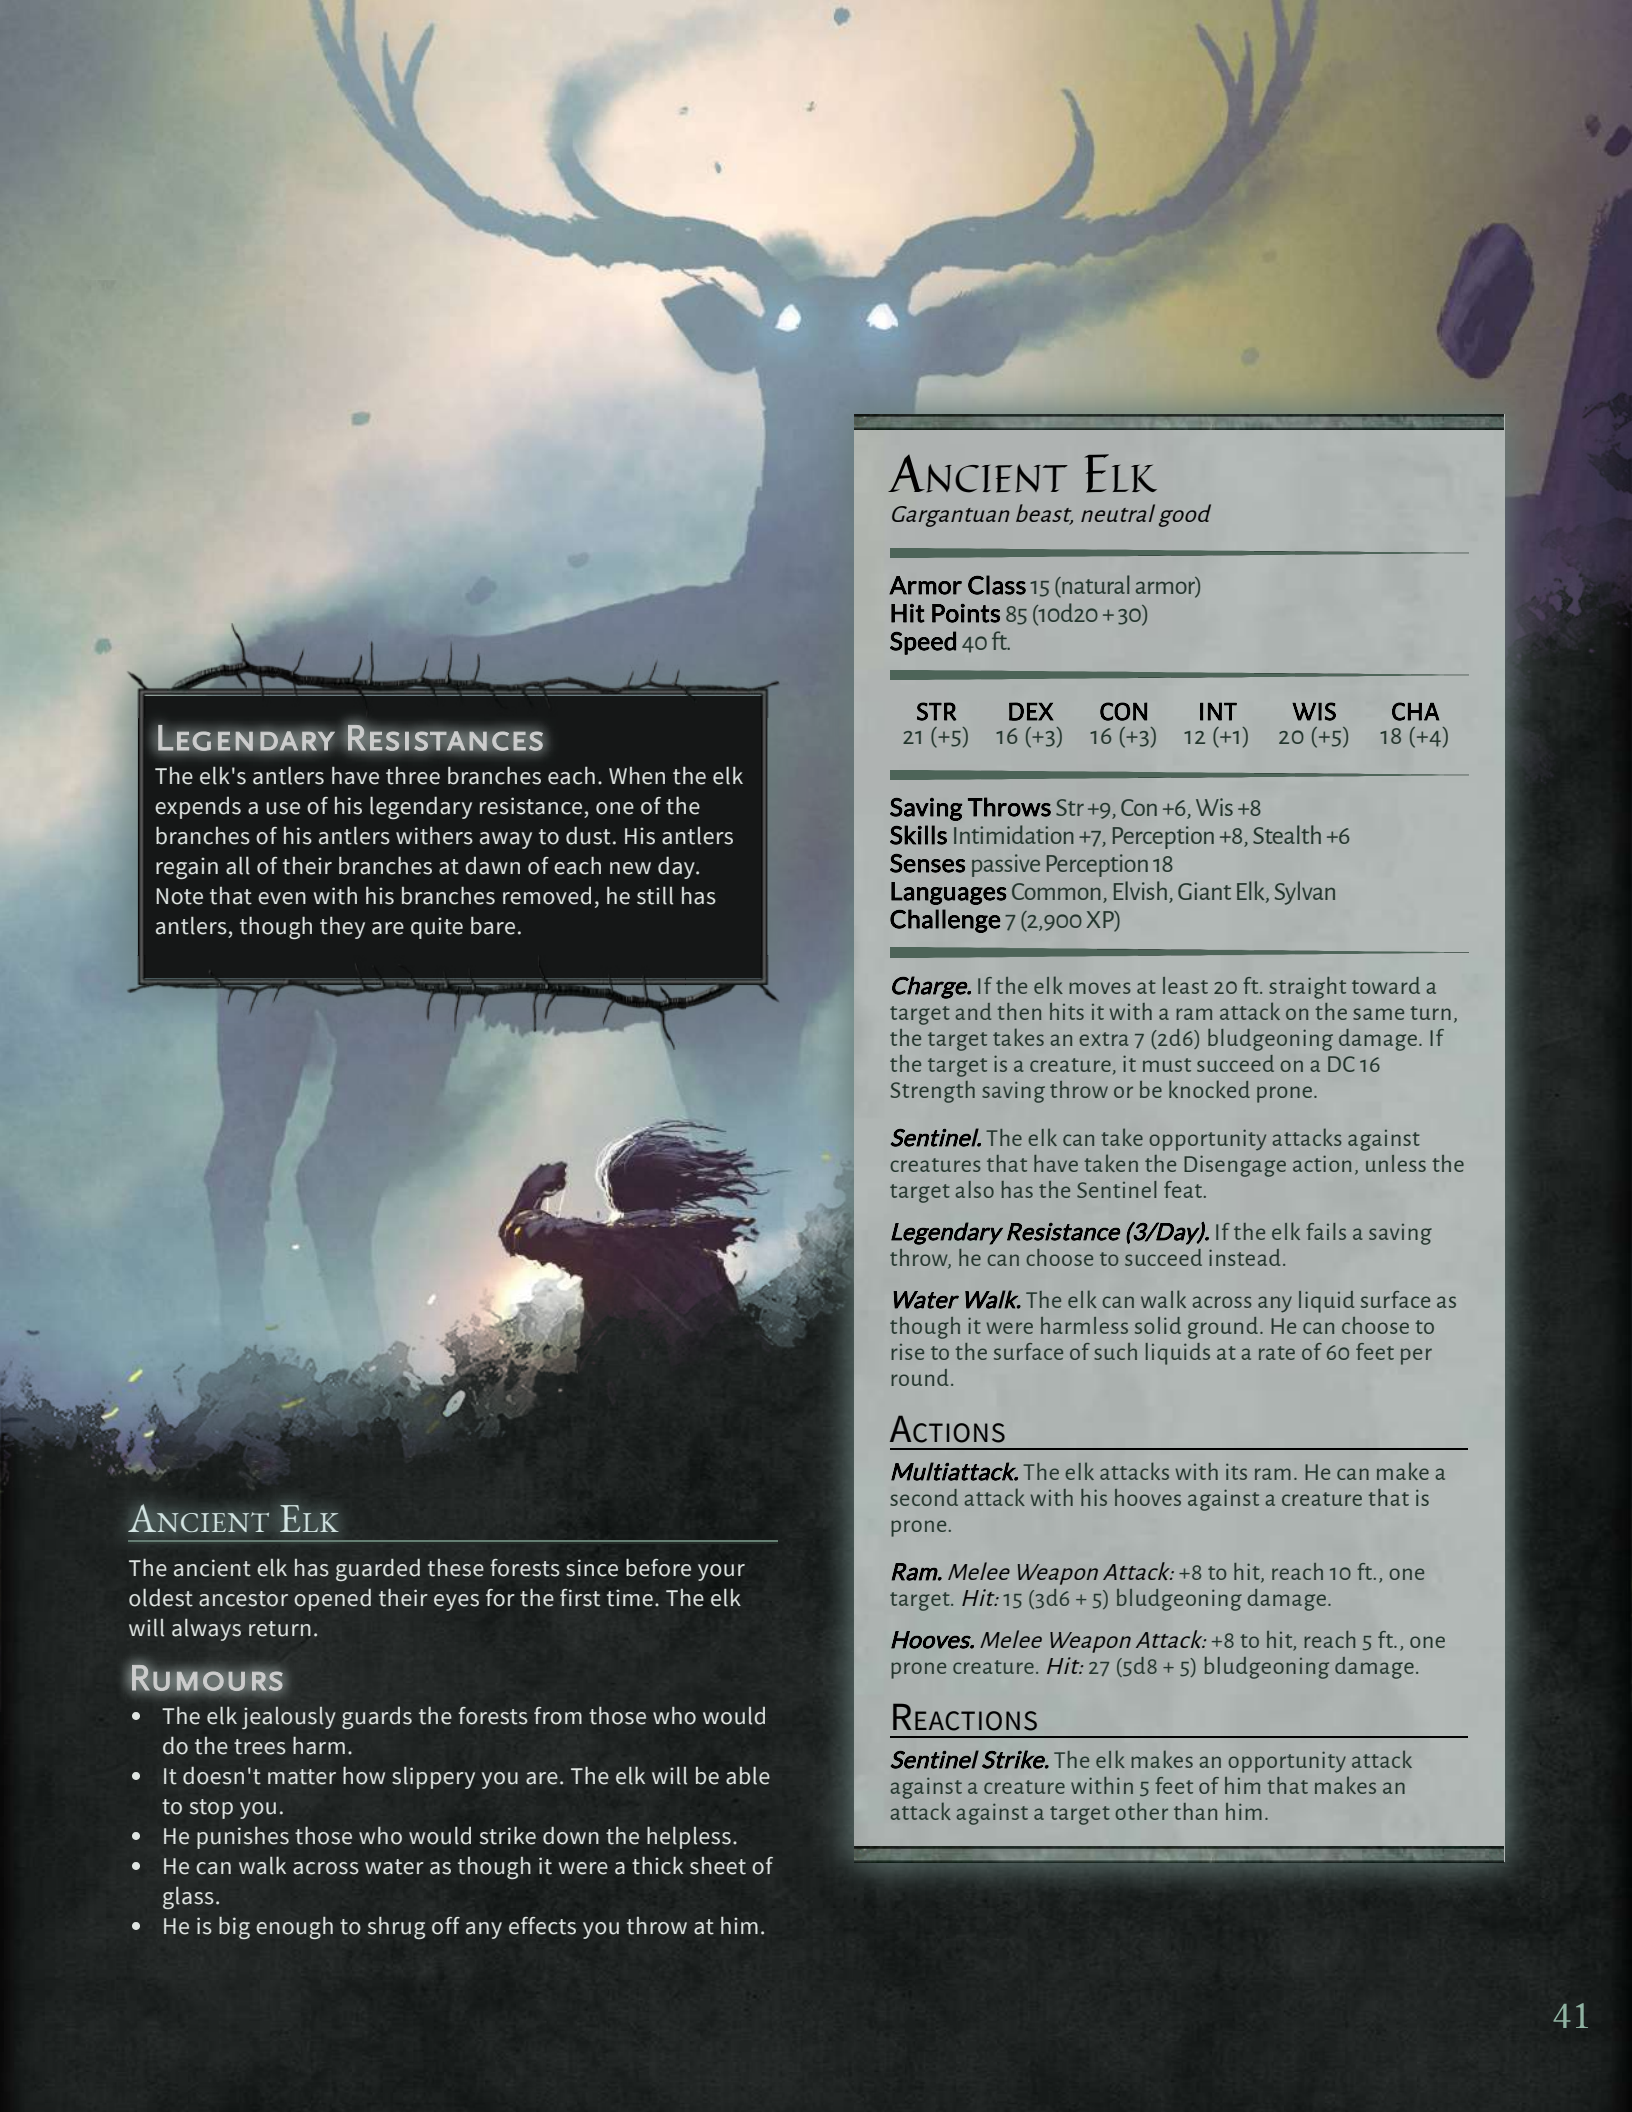 Legendary Resistances
The elk's antlers have three branches each. When the elk
expends a use of his legendary resistance, one of the
branches of his antlers withers away to dust. His antlers
regain all of their branches at dawn of each new day.
Note that even with his branches removed, he still has
antlers, though they are quite bare.
Ancient Elk
The ancient elk has guarded these forests since before your
oldest ancestor opened their eyes for the first time. The elk
will always return.
Rumours
• The elk jealously guards the forests from those who would
do the trees harm.
• It doesn't matter how slippery you are. The elk will be able
to stop you.
• He punishes those who would strike down the helpless.
• He can walk across water as though it were a thick sheet of
glass.
• He is big enough to shrug off any effects you throw at him.
Ancient Elk
Gargantuan beast, neutral good
Armor Class 15 (natural armor)
Hit Points 85 (10d20 + 30)
Speed 40 ft.
STR DEX CON INT WIS CHA
21 (+5) 16 (+3) 16 (+3) 12 (+1) 20 (+5) 18 (+4)
Saving Throws Str +9, Con +6, Wis +8
Skills Intimidation +7, Perception +8, Stealth +6
Senses passive Perception 18
Languages Common, Elvish, Giant Elk, Sylvan
Challenge 7 (2,900 XP)
Charge. If the elk moves at least 20 ft. straight toward a
target and then hits it with a ram attack on the same turn,
the target takes an extra 7 (2d6) bludgeoning damage. If
the target is a creature, it must succeed on a DC 16
Strength saving throw or be knocked prone.
Sentinel. The elk can take opportunity attacks against
creatures that have taken the Disengage action, unless the
target also has the Sentinel feat.
Legendary Resistance (3/Day). If the elk fails a saving
throw, he can choose to succeed instead.
Water Walk. The elk can walk across any liquid surface as
though it were harmless solid ground. He can choose to
rise to the surface of such liquids at a rate of 60 feet per
round.
Actions
Multiattack. The elk attacks with its ram. He can make a
second attack with his hooves against a creature that is
prone.
Ram. Melee Weapon Attack: +8 to hit, reach 10 ft., one
target. Hit: 15 (3d6 + 5) bludgeoning damage.
Hooves. Melee Weapon Attack: +8 to hit, reach 5 ft., one
prone creature. Hit: 27 (5d8 + 5) bludgeoning damage.
Reactions
Sentinel Strike. The elk makes an opportunity attack
against a creature within 5 feet of him that makes an
attack against a target other than him.
41